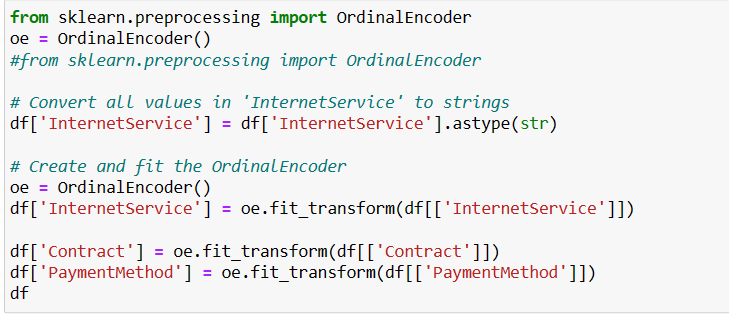 from sklearn.preprocessing import OrdinalEncoder
oe = OrdinalEncoder()
#from sklearn.preprocessing import OrdinalEncoder
# Convert all values in 'InternetService' to strings
df['InternetService'] = df['InternetService'].astype(str)
# Create and fit the OrdinalEncoder
oe = OrdinalEncoder()
df['InternetService'] = oe.fit_transform(df[['InternetService']])
df['Contract'] = oe.fit_transform(df[['Contract']])
df['PaymentMethod'] = oe.fit_transform(df[['PaymentMethod']])
df